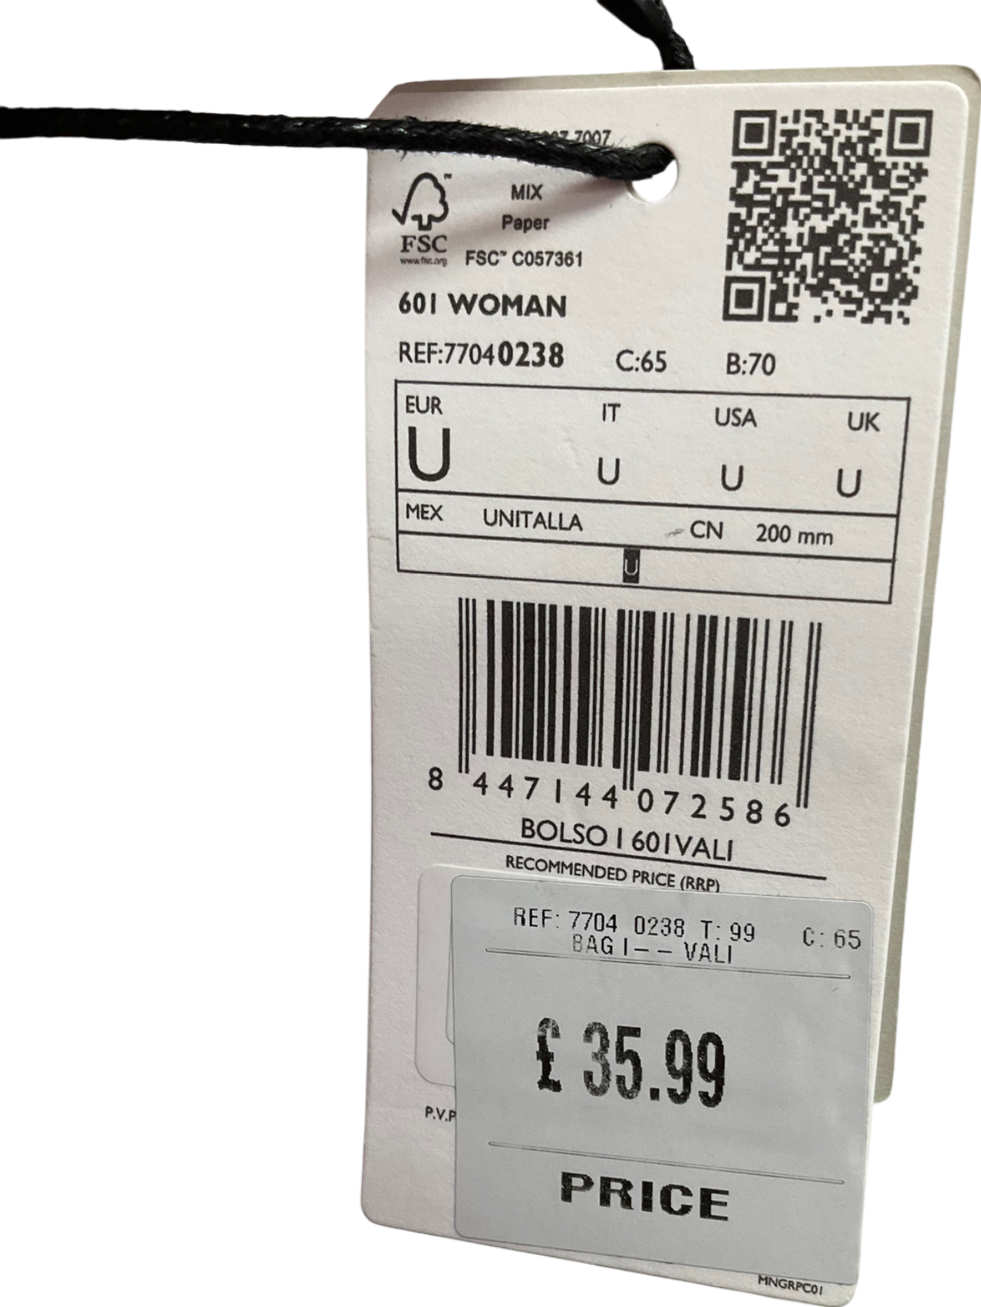 7007
MIX
Paper
FSC™ C057361
FSC
www.fsc.org
601 WOMAN
REF:77040238 C:65 B:70
EUR IT USA UK
U U U U
MEX UNITALLA CN 200 mm
U
8 447144 072586
BOLSO I 601VALI
RECOMMENDED PRICE (RRP)
REF: 7704 0238 T: 99 C: 65
BAG I-- VALI
£ 35.99
P.V.P
PRICE
MNGRPC01